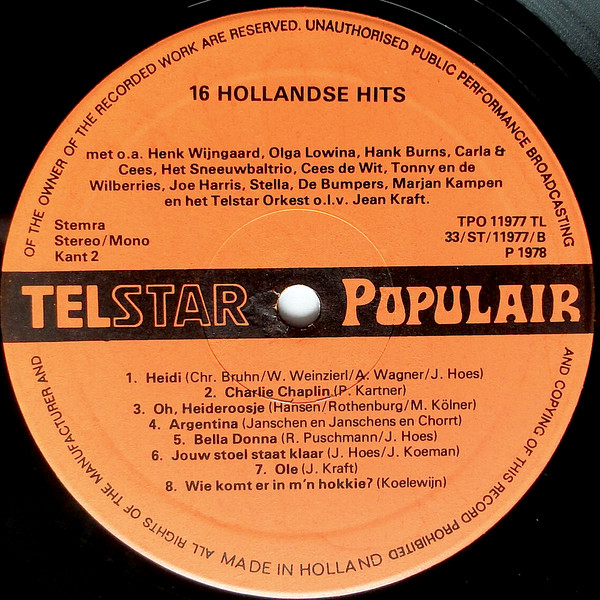 ALL RIGHTS OF THE MANUFACTURER AND OF THE OWNER OF THE RECORDED WORK ARE RESERVED. UNAUTHORISED PUBLIC PERFORMANCE BROADCASTING AND COPYING OF THIS RECORD PROHIBITED
16 HOLLANDSE HITS
met o.a. Henk Wijngaard, Olga Lowina, Hank Burns, Carla &
Cees, Het Sneeuwbaltrio, Cees de Wit, Tonny en de
Wilberries, Joe Harris, Stella, De Bumpers, Marjan Kampen
en het Telstar Orkest o.l.v. Jean Kraft.
Stemra
Stereo/Mono
Kant 2
TPO 11977 TL
33/ST/11977/B
P 1978
TELSTAR POPULAIR
1. Heidi (Chr. Bruhn/W. Weinzierl/A. Wagner/J. Hoes)
2. Charlie Chaplin (P. Kartner)
3. Oh, Heideroosje (Hansen/Rothenburg/M. Kölner)
4. Argentina (Janschen en Janschens en Chorrt)
5. Bella Donna (R. Puschmann/J. Hoes)
6. Jouw stoel staat klaar (J. Hoes/J. Koeman)
7. Ole (J. Kraft)
8. Wie komt er in m'n hokkie? (Koelewijn)
MADE IN HOLLAND